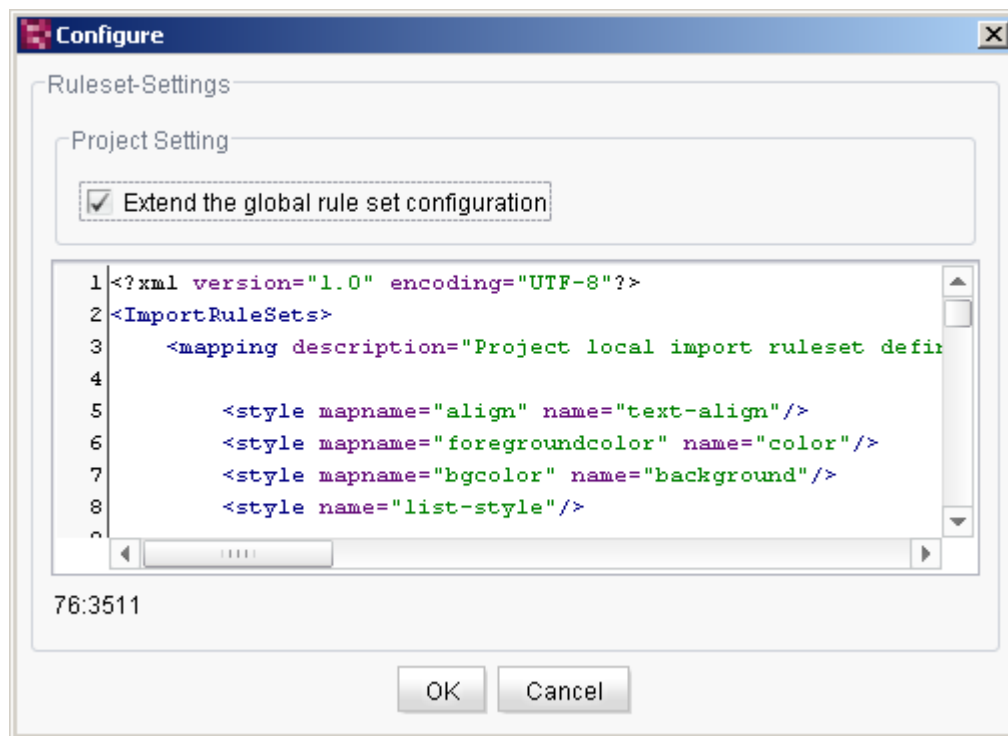 Configure
Ruleset-Settings
Project Setting
Extend the global rule set configuration
1 <?xml version="1.0" encoding="UTF-8"?>
2 <ImportRuleSets>
3 <mapping description="Project local import ruleset
4
5 <style mapname="align" name="text-align"/>
6 <style mapname="foregroundcolor" name="color"/>
7 <style mapname="bgcolor" name="background"/>
8 <style name="list-style"/>
76:3511
OK Cancel